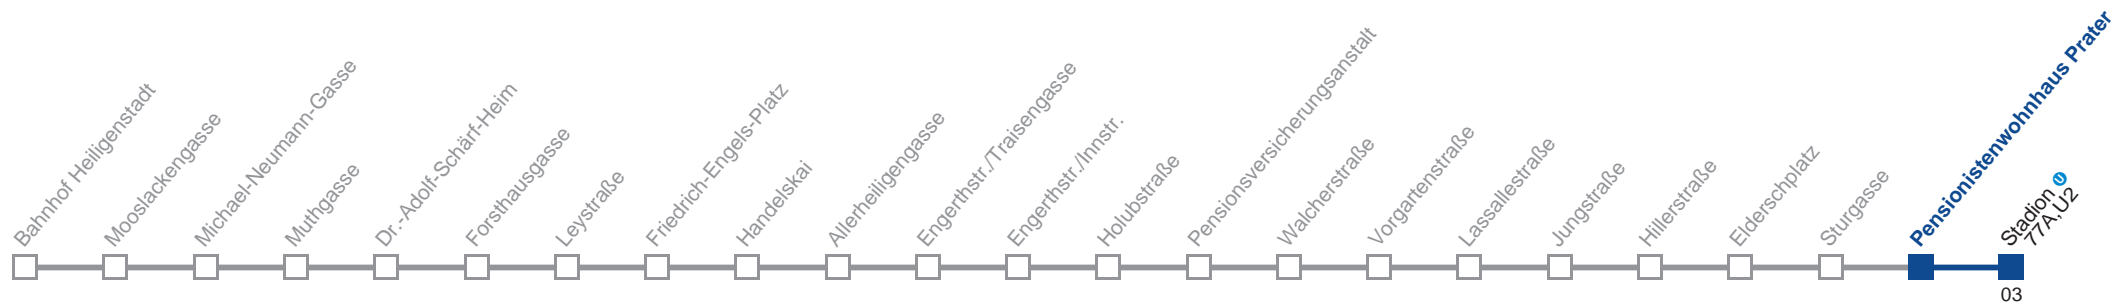 Bahnhof Heiligenstadt
Mooslackengasse
Michael-Neumann-Gasse
Muthgasse
Dr.-Adolf-Schärf-Heim
Forsthausgasse
Leystraße
Friedrich-Engels-Platz
Handelskai
Allerheiligengasse
Engerthstr./Traisengasse
Engerthstr./Innstr.
Holubstraße
Pensionsversicherungsanstalt
Walcherstraße
Vorgartenstraße
Lassallestraße
Jungstraße
Hillerstraße
Elderschplatz
Sturgasse
Pensionistenwohnhaus Prater
Stadion U
77A,U2
03